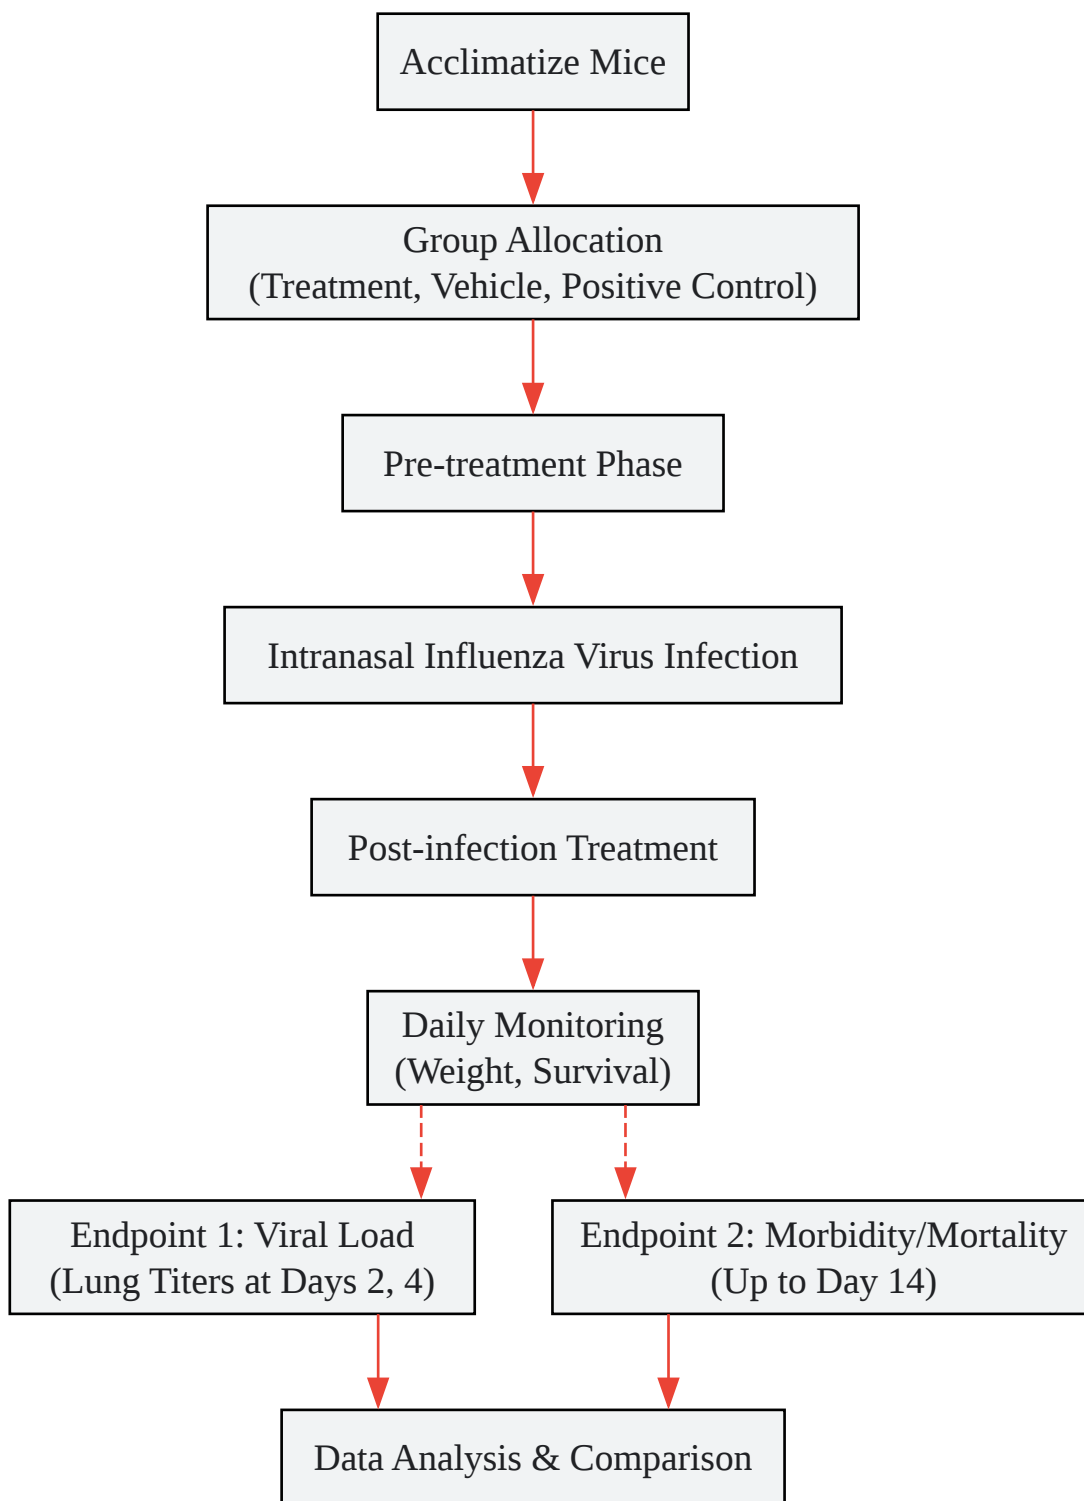 Acclimatize Mice
Group Allocation
(Treatment, Vehicle, Positive Control)
Pre-treatment Phase
Intranasal Influenza Virus Infection
Post-infection Treatment
Daily Monitoring
(Weight, Survival)
Endpoint 1: Viral Load
(Lung Titers at Days 2, 4)
Endpoint 2: Morbidity/Mortality
(Up to Day 14)
Data Analysis & Comparison